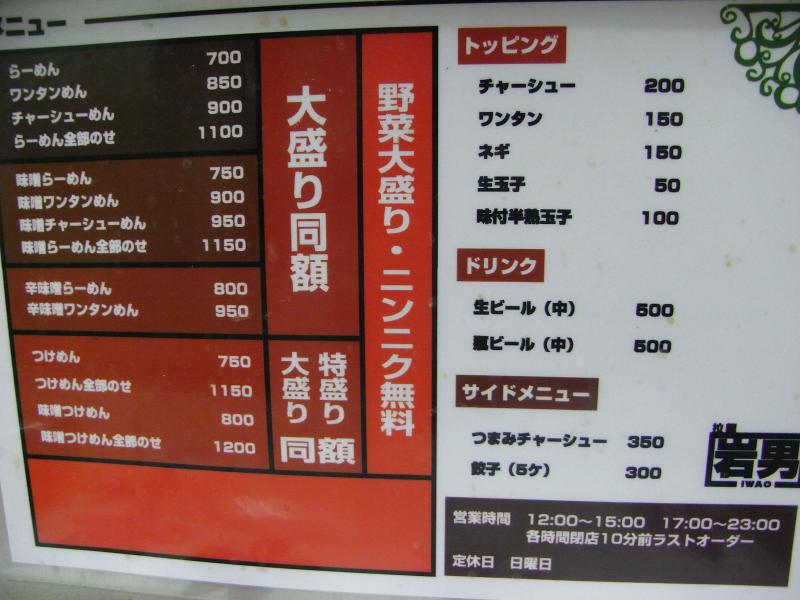 メニュー
らーめん 700
ワンタンめん 850
チャーシューめん 900
らーめん全部のせ 1100
味噌らーめん 750
味噌ワンタンめん 900
味噌チャーシューめん 950
味噌らーめん全部のせ 1150
辛味噌らーめん 800
辛味噌ワンタンめん 950
つけめん 750
つけめん全部のせ 1150
味噌つけめん 800
味噌つけめん全部のせ 1200
大盛り同額
特盛り
大盛り
同額
野菜大盛り・ニンニク無料
トッピング
チャーシュー 200
ワンタン 150
ネギ 150
生玉子 50
味付半熟玉子 100
ドリンク
生ビール（中） 500
瓶ビール（中） 500
サイドメニュー
つまみチャーシュー 350
餃子（5ケ） 300
岩男
IWAO
営業時間 12:00～15:00 17:00～23:00
各時間閉店10分前ラストオーダー
定休日 日曜日